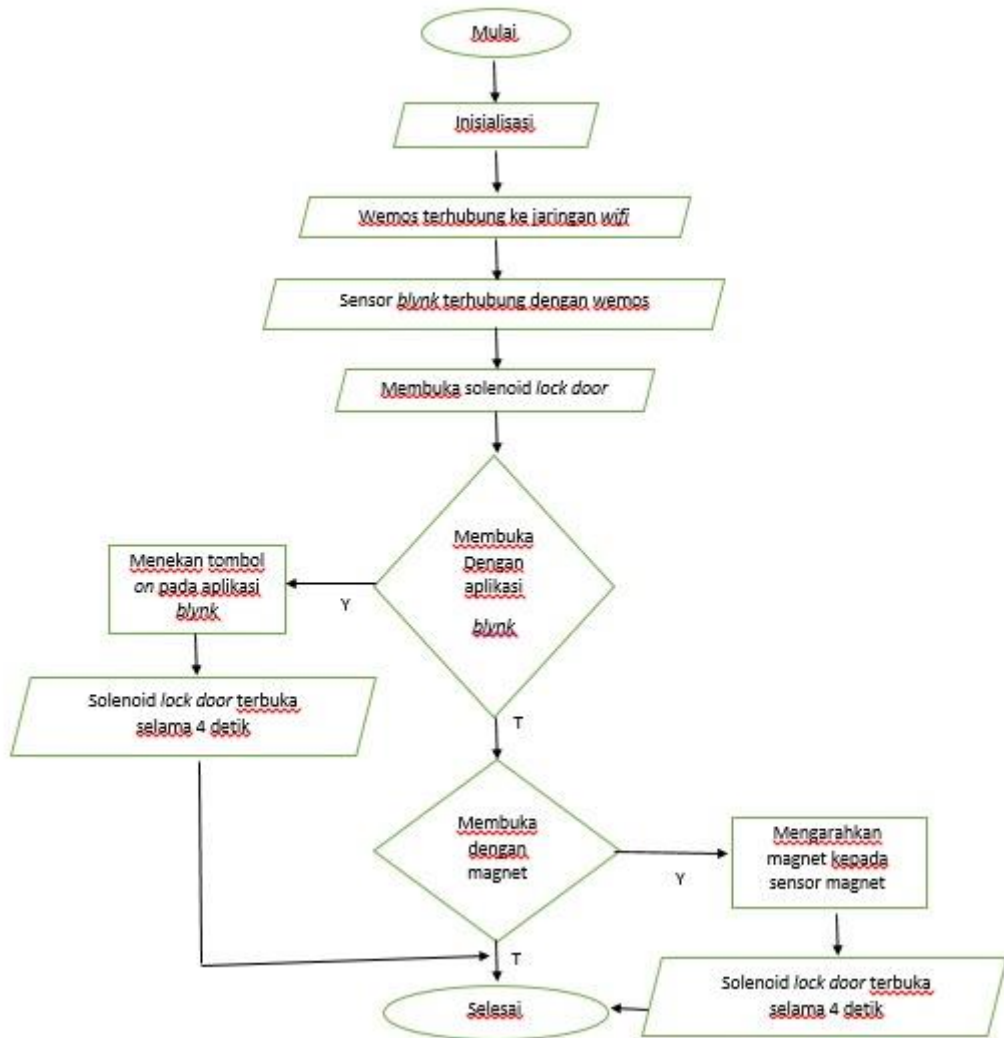 Mulai
Inisialisasi
Wemos terhubung ke jaringan wifi
Sensor blynk terhubung dengan wemos
Membuka solenoid lock door
Membuka
Dengan
aplikasi
blynk
Y
Menekan tombol
on pada aplikasi
blynk
Solenoid lock door terbuka
selama 4 detik
T
Membuka
dengan
magnet
Y
Mengarahkan
magnet kepada
sensor magnet
Solenoid lock door terbuka
selama 4 detik
T
Selesai